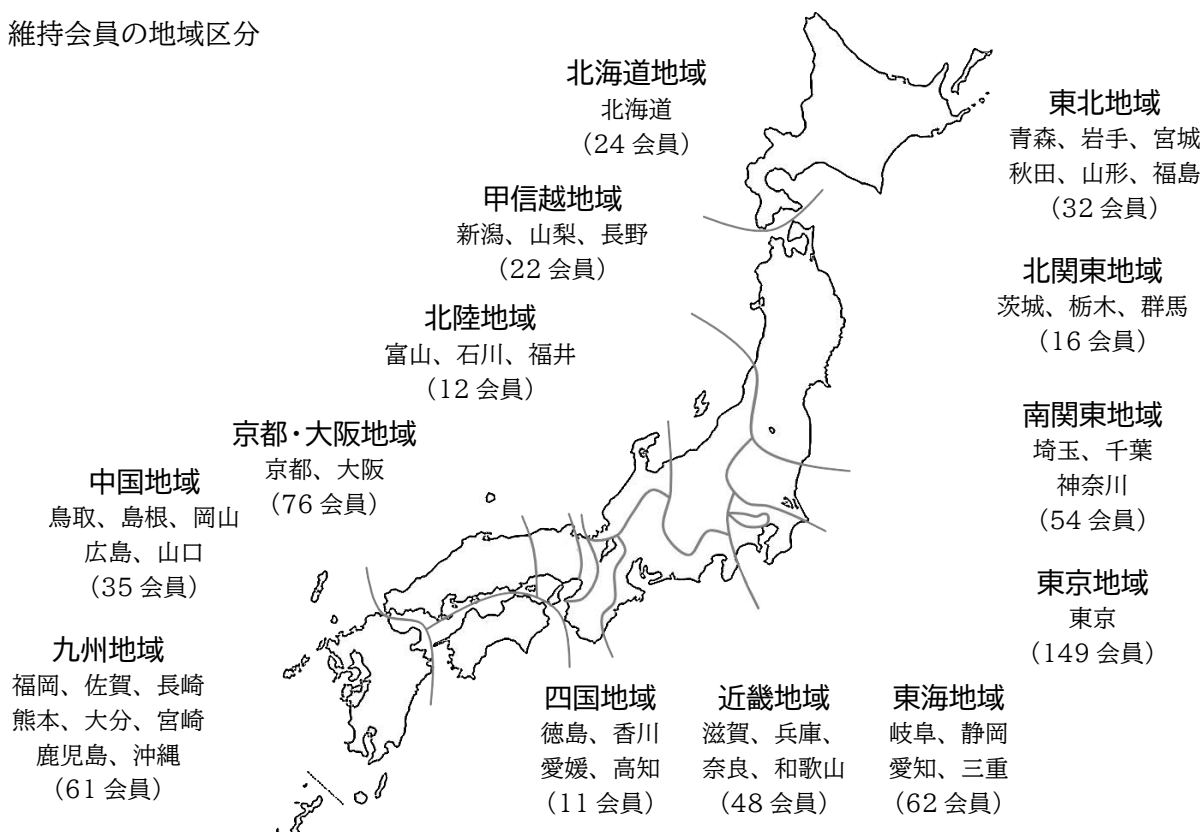 維持会員の地域区分
北海道地域
北海道
（24 会員）
東北地域
青森、岩手、宮城
秋田、山形、福島
（32 会員）
甲信越地域
新潟、山梨、長野
（22 会員）
北関東地域
茨城、栃木、群馬
（16 会員）
北陸地域
富山、石川、福井
（12 会員）
南関東地域
埼玉、千葉
神奈川
（54 会員）
京都・大阪地域
京都、大阪
（76 会員）
中国地域
鳥取、島根、岡山
広島、山口
（35 会員）
東京地域
東京
（149 会員）
九州地域
福岡、佐賀、長崎
熊本、大分、宮崎
鹿児島、沖縄
（61 会員）
四国地域
徳島、香川
愛媛、高知
（11 会員）
近畿地域
滋賀、兵庫、
奈良、和歌山
（48 会員）
東海地域
岐阜、静岡
愛知、三重
（62 会員）